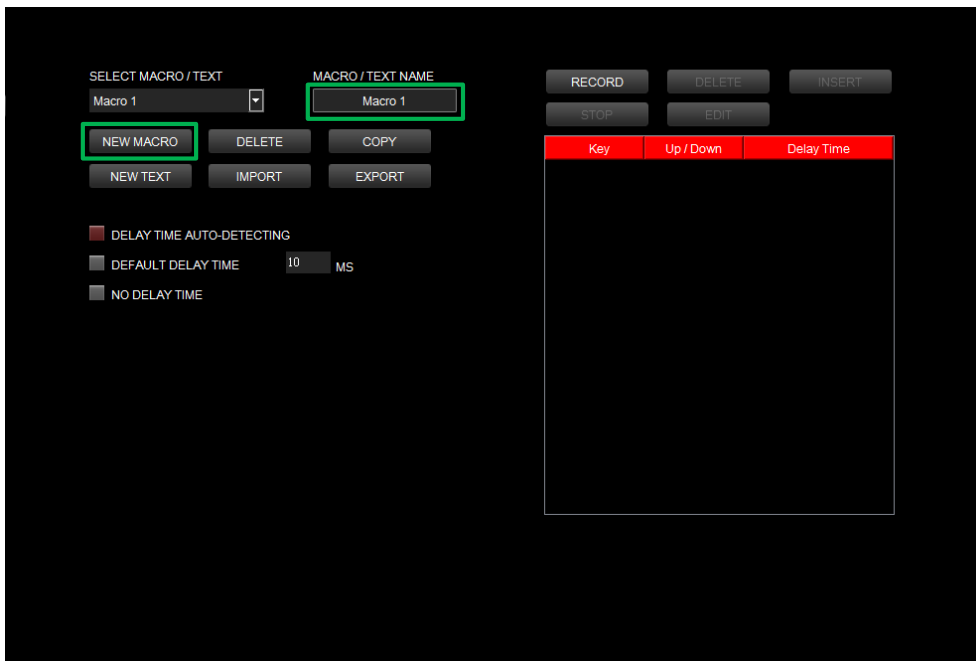 SELECT MACRO / TEXT
MACRO / TEXT NAME
Macro 1
Macro 1
NEW MACRO
DELETE
COPY
NEW TEXT
IMPORT
EXPORT
DELAY TIME AUTO-DETECTING
DEFAULT DELAY TIME
10
MS
NO DELAY TIME
RECORD
DELETE
INSERT
STOP
EDIT
Key
Up / Down
Delay Time